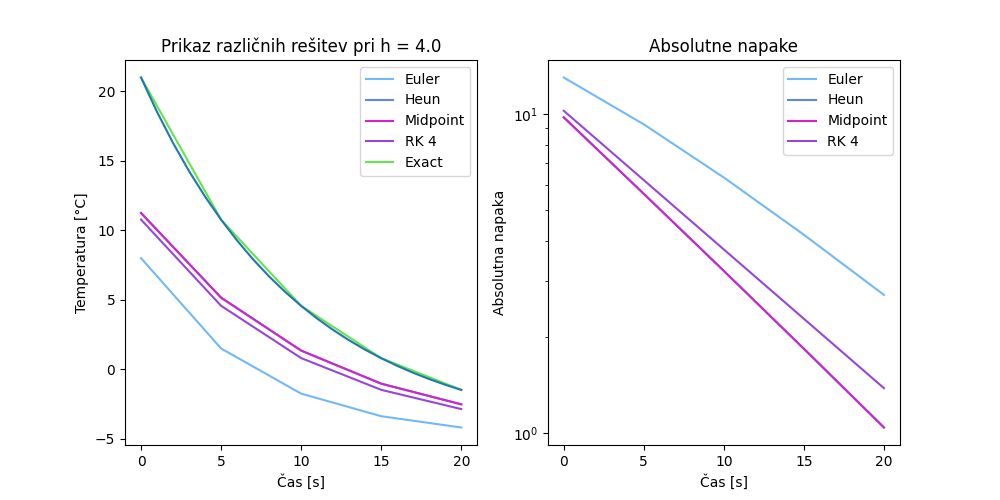 Prikaz različnih rešitev pri h = 4.0
Temperatura [°C]
20
15
10
5
0
−5
0 5 10 15 20
Čas [s]
Euler
Heun
Midpoint
RK 4
Exact
Absolutne napake
Absolutna napaka
10¹
10⁰
0 5 10 15 20
Čas [s]
Euler
Heun
Midpoint
RK 4